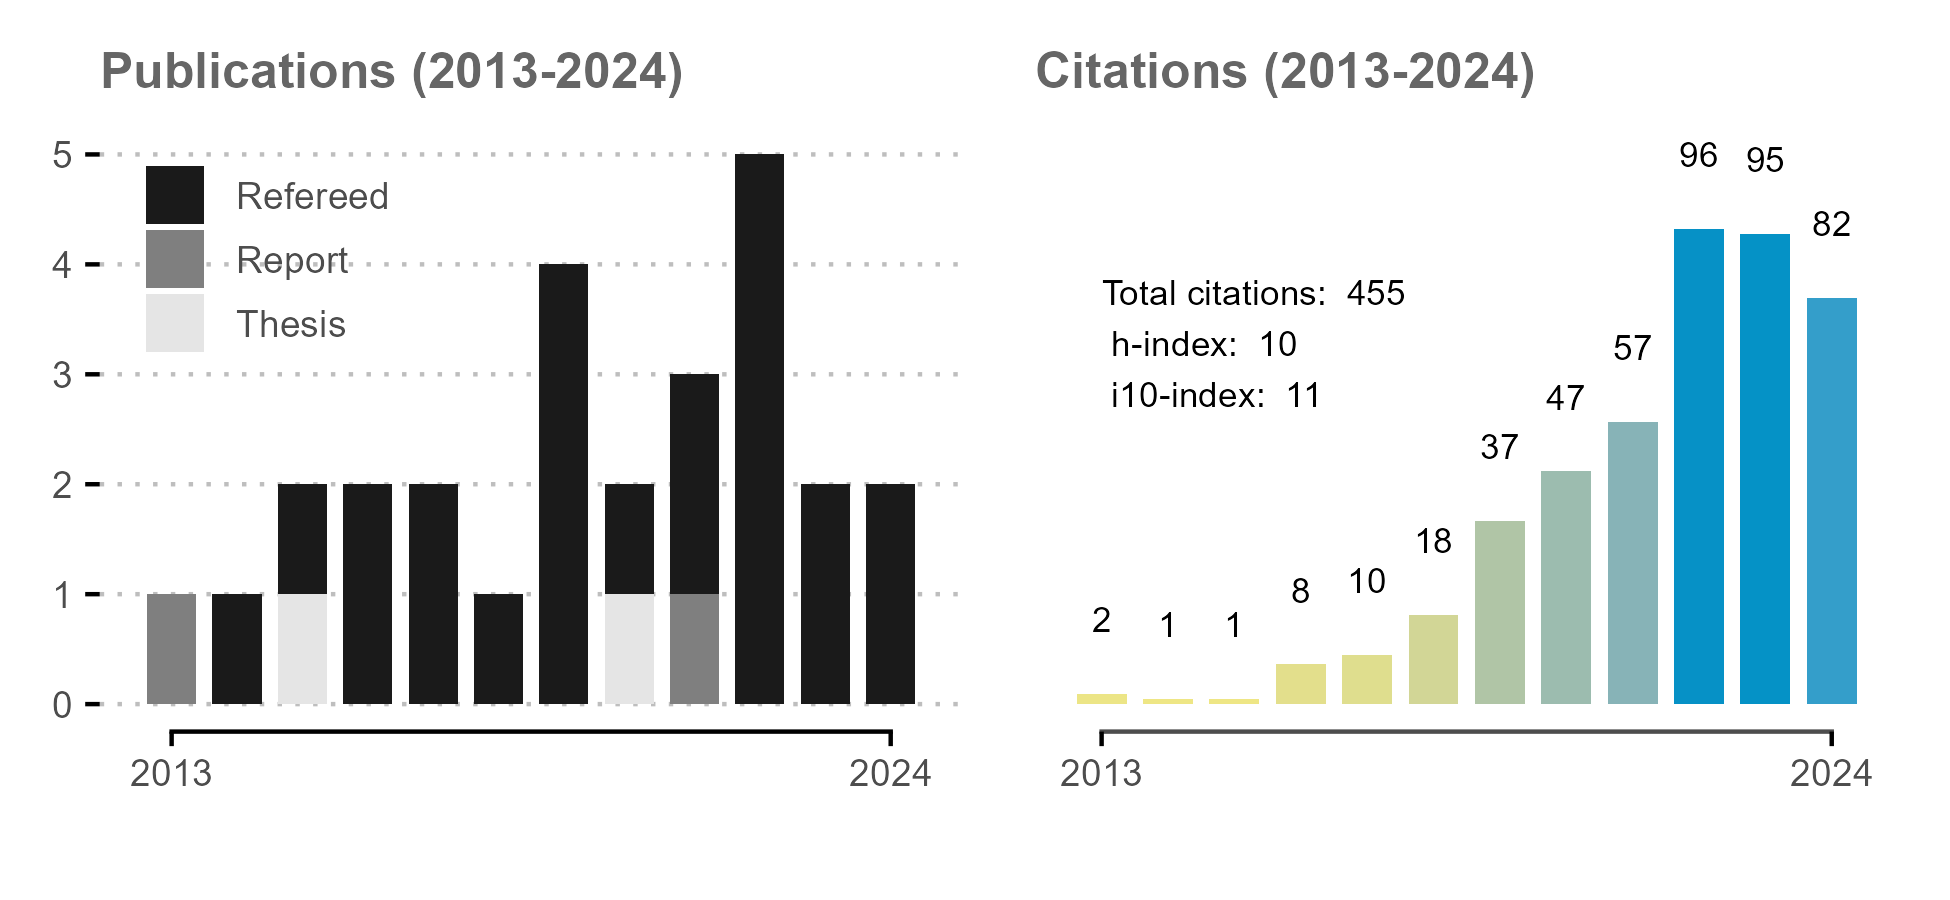 Publications (2013-2024)
5
4
3
2
1
0
Refereed
Report
Thesis
2013
2024
Citations (2013-2024)
Total citations: 455
h-index: 10
i10-index: 11
2
1
1
8
10
18
37
47
57
96
95
82
2013
2024